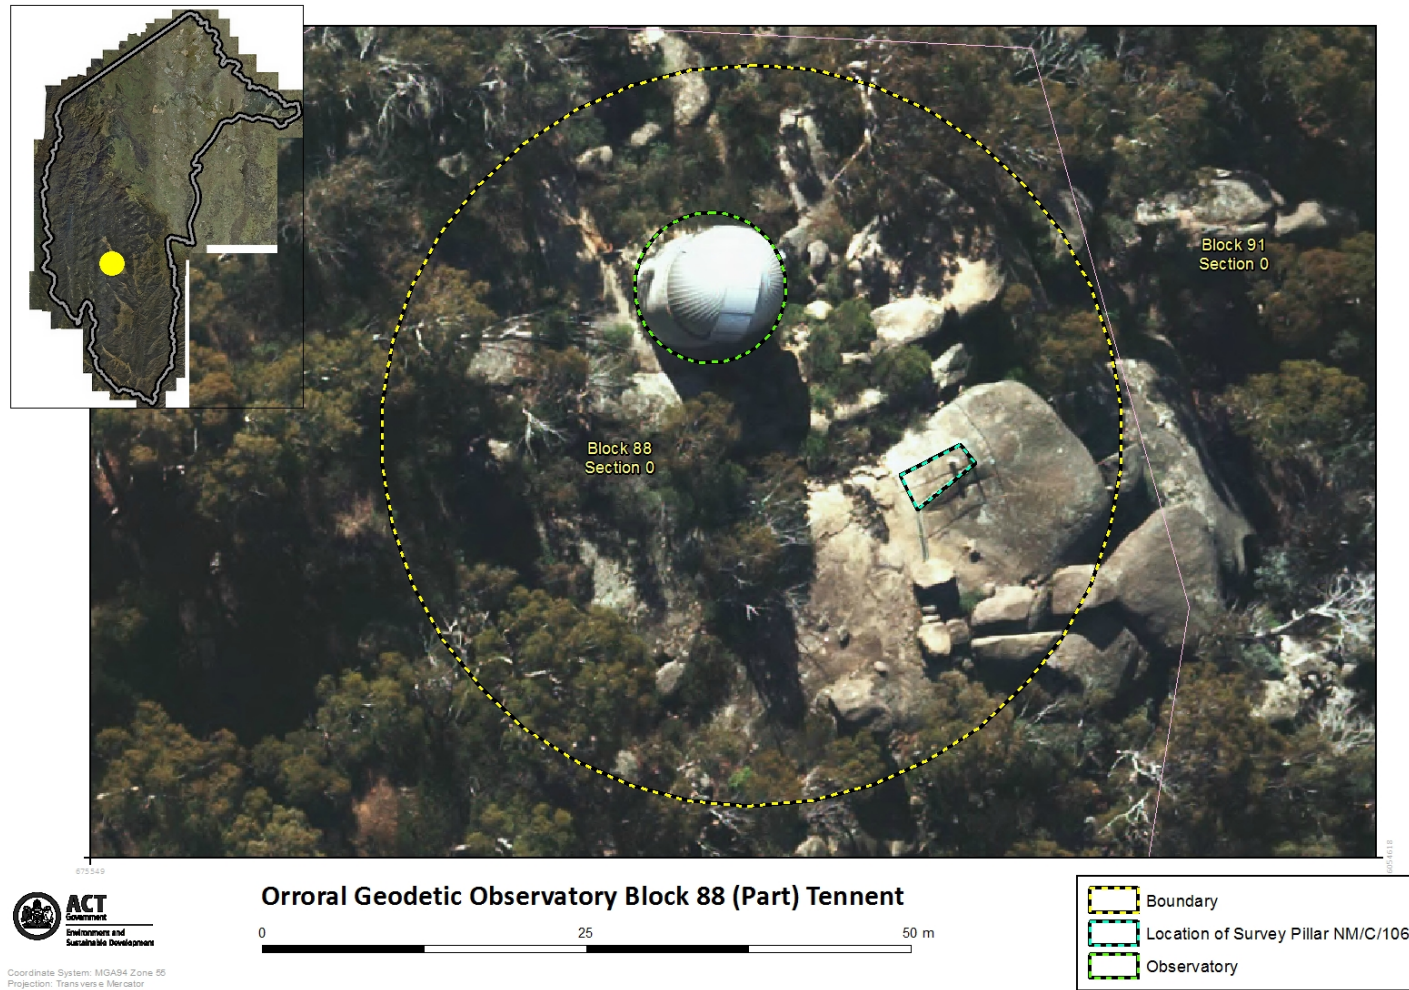 Block 91
Section 0
Block 88
Section 0
675549
6054618
ACT
Government
Environment and
Sustainable Development
Orroral Geodetic Observatory Block 88 (Part) Tennent
0 25 50 m
Boundary
Location of Survey Pillar NM/C/106
Observatory
Coordinate System: MGA94 Zone 55
Projection: Transverse Mercator